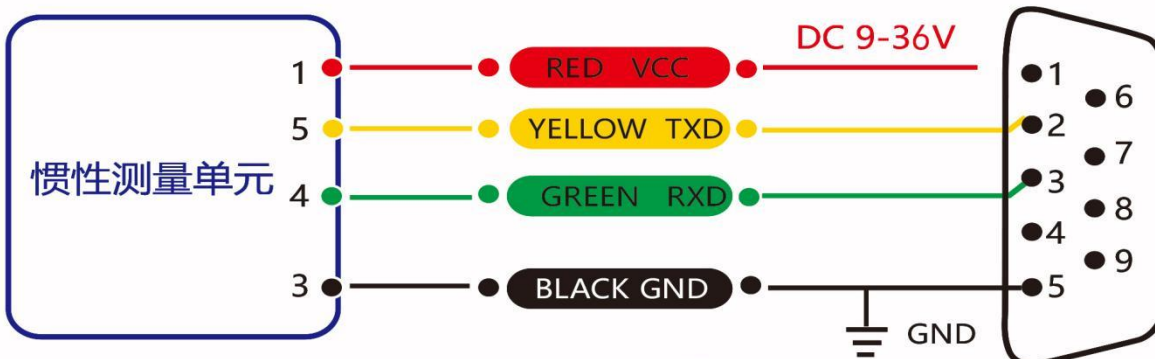 DC 9-36V
1 RED VCC 1
6
5 YELLOW TXD 2
7
惯性测量单元
4 GREEN RXD 3
8
4
9
3 BLACK GND 5
GND